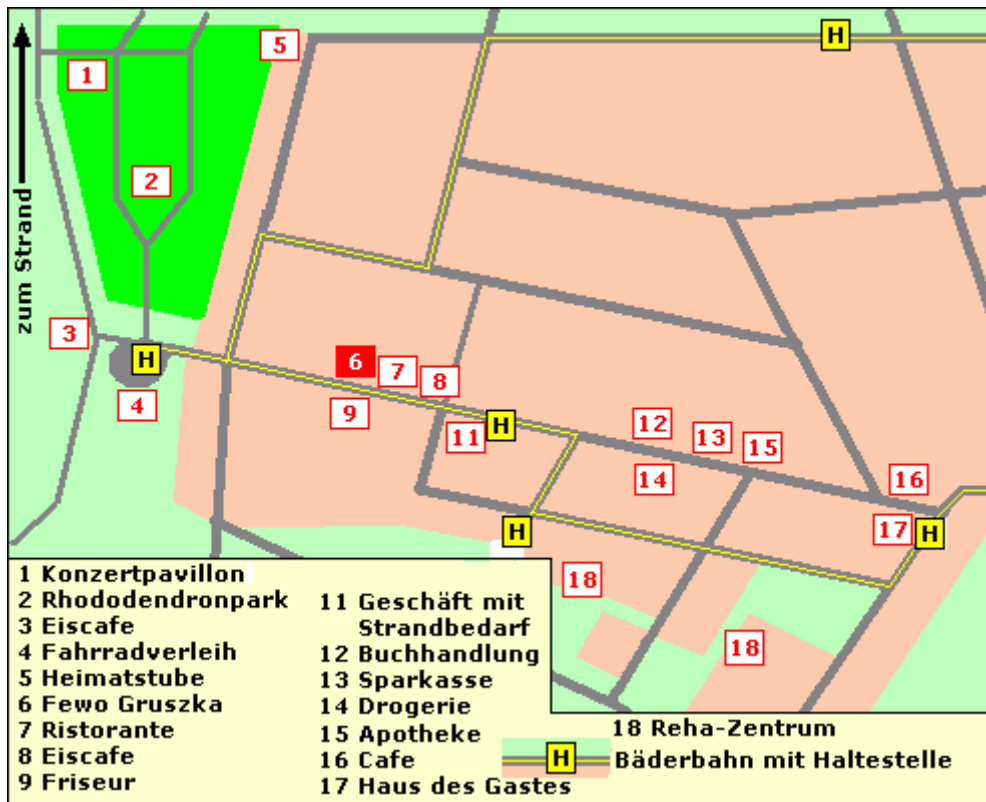 5
H
1
2
zum Strand
3
H
4
6
7
8
9
11
H
12
13
15
14
16
17
H
H
18
18
1 Konzertpavillon
2 Rhododendronpark
3 Eiscafe
4 Fahrradverleih
5 Heimatstube
6 Fewo Gruszka
7 Ristorante
8 Eiscafe
9 Friseur
11 Geschäft mit
Strandbedarf
12 Buchhandlung
13 Sparkasse
14 Drogerie
15 Apotheke
16 Cafe
17 Haus des Gastes
18 Reha-Zentrum
H Bäderbahn mit Haltestelle